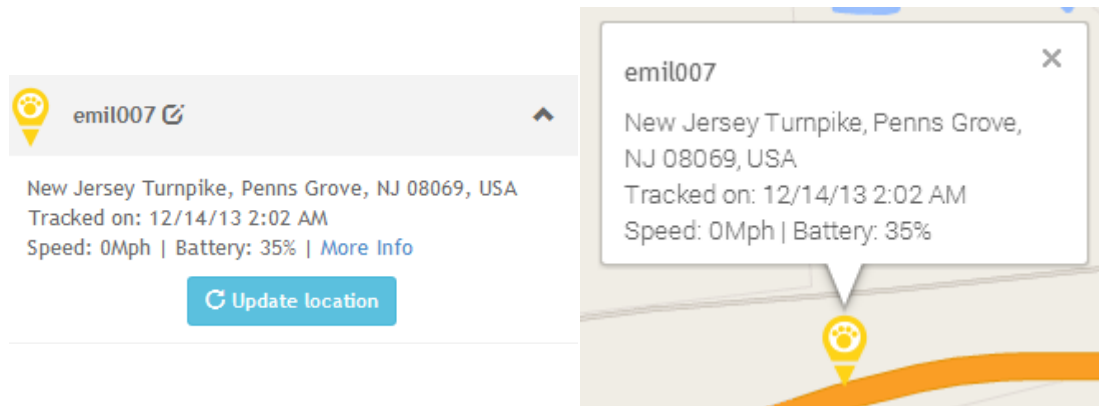 emil007
New Jersey Turnpike, Penns Grove, NJ 08069, USA
Tracked on: 12/14/13 2:02 AM
Speed: 0Mph | Battery: 35% | More Info
Update location
emil007
New Jersey Turnpike, Penns Grove,
NJ 08069, USA
Tracked on: 12/14/13 2:02 AM
Speed: 0Mph | Battery: 35%